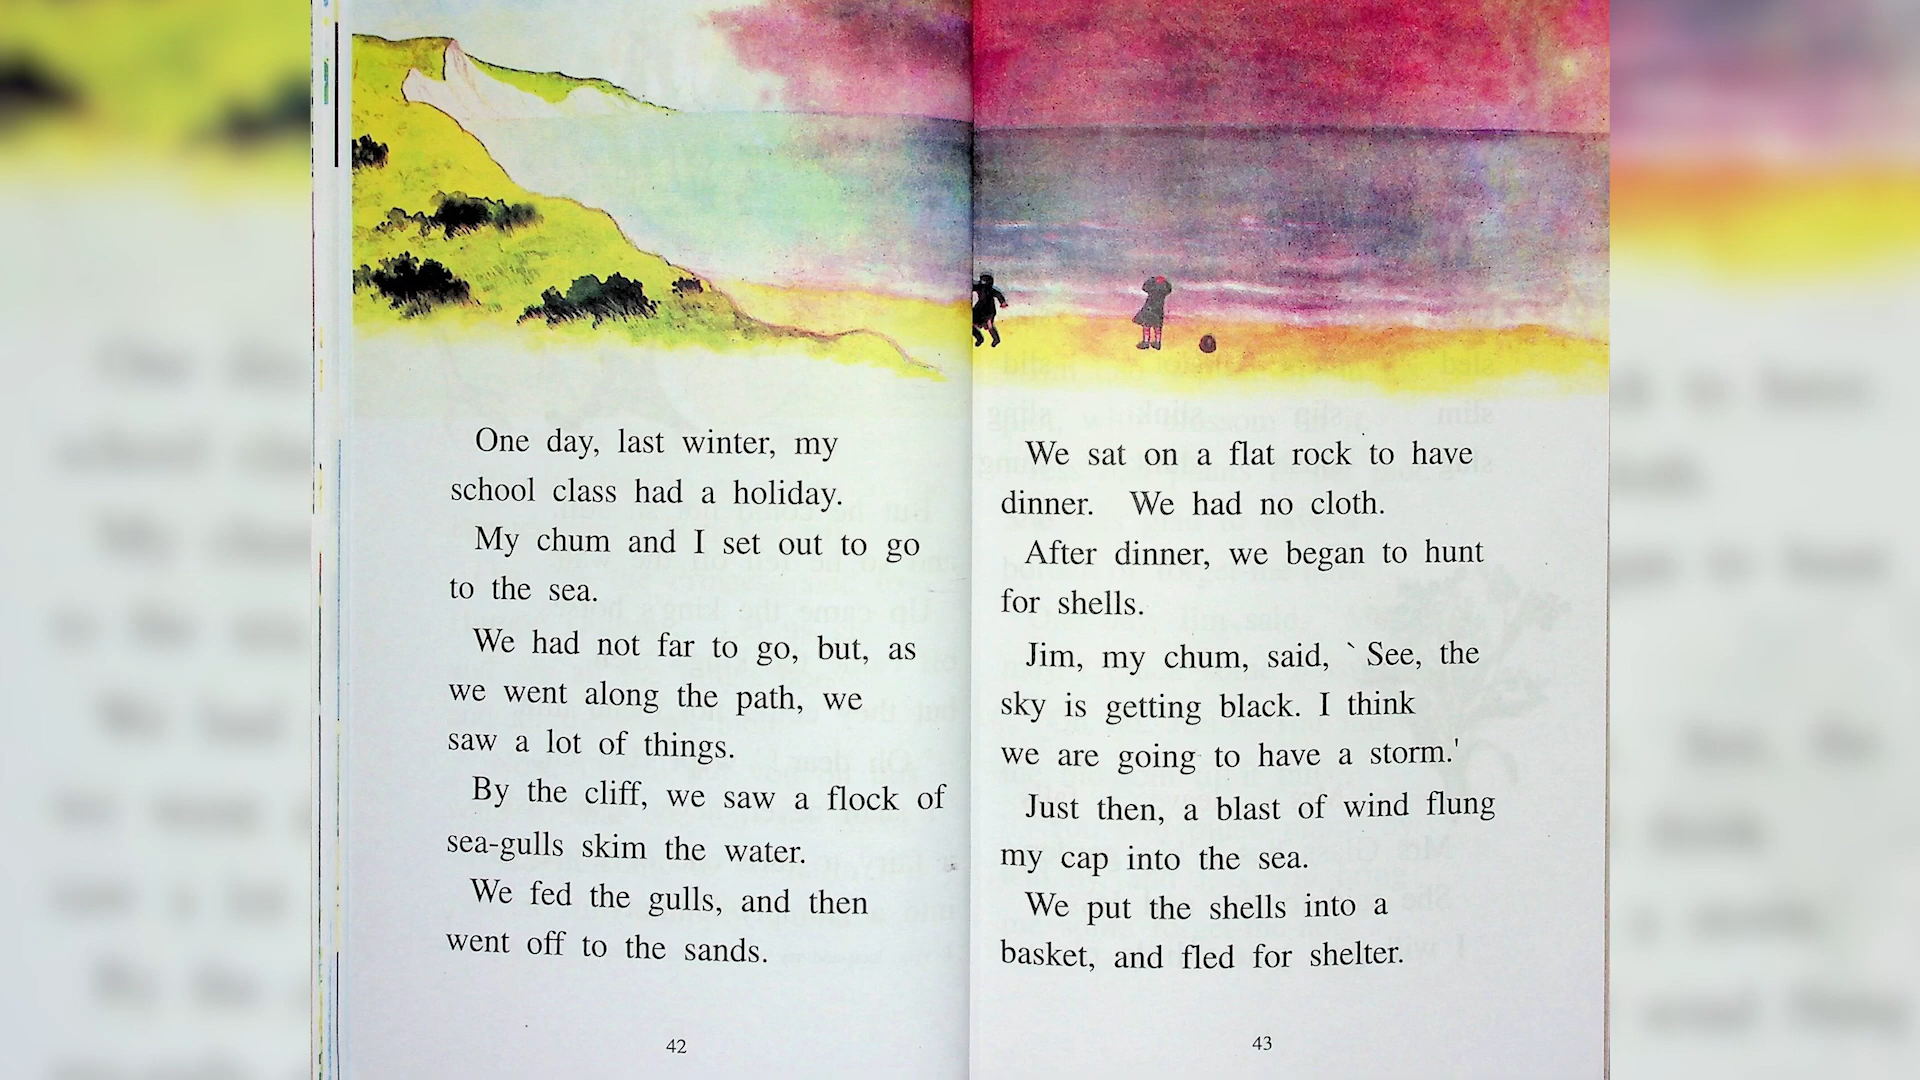 One day, last winter, my
school class had a holiday.
My chum and I set out to go
to the sea.
We had not far to go, but, as
we went along the path, we
saw a lot of things.
By the cliff, we saw a flock of
sea-gulls skim the water.
We fed the gulls, and then
went off to the sands.
42
We sat on a flat rock to have
dinner. We had no cloth.
After dinner, we began to hunt
for shells.
Jim, my chum, said, ` See, the
sky is getting black. I think
we are going to have a storm.'
Just then, a blast of wind flung
my cap into the sea.
We put the shells into a
basket, and fled for shelter.
43